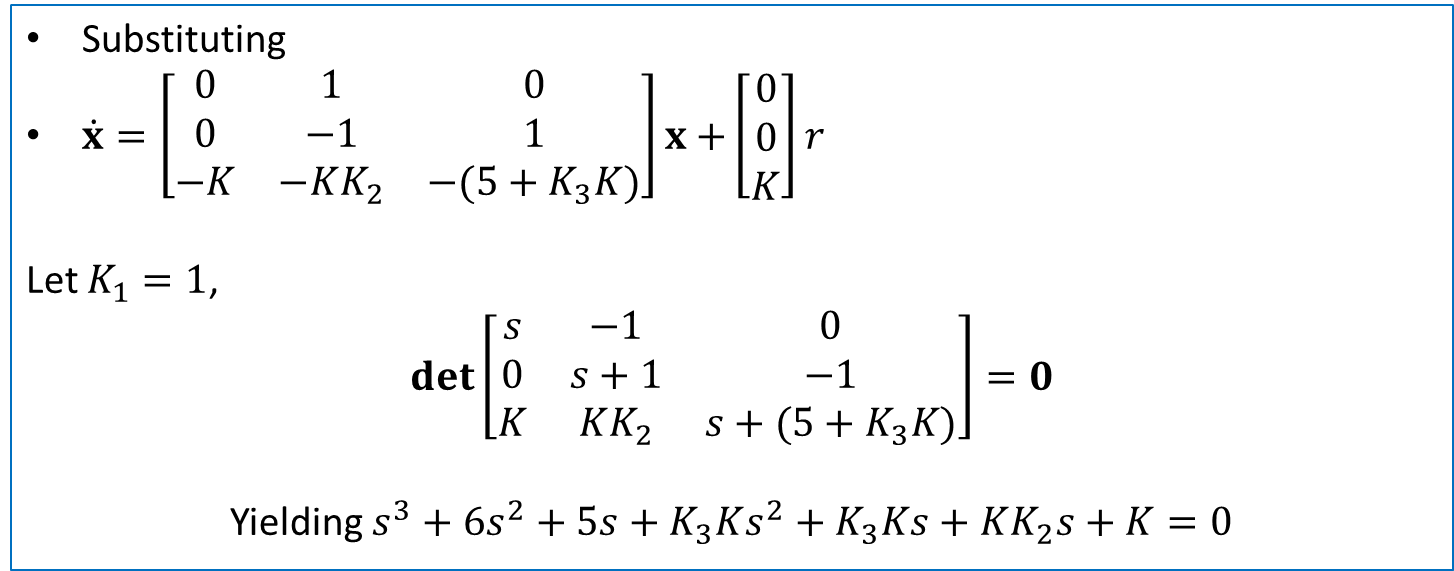 • Substituting
• ẋ = [0 1 0; 0 −1 1; −K −KK₂ −(5 + K₃K)] x + [0; 0; K] r
Let K₁ = 1,
det [s −1 0; 0 s + 1 −1; K KK₂ s + (5 + K₃K)] = 0
Yielding s³ + 6s² + 5s + K₃Ks² + K₃Ks + KK₂s + K = 0